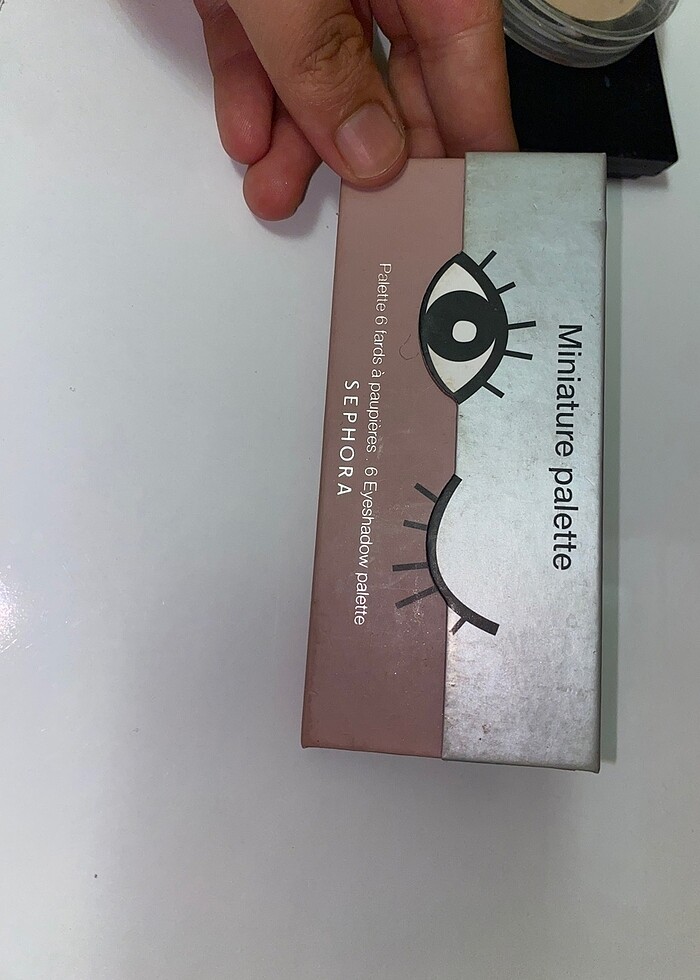 Miniature palette
Palette 6 fards à paupières . 6 Eyeshadow palette
SEPHORA